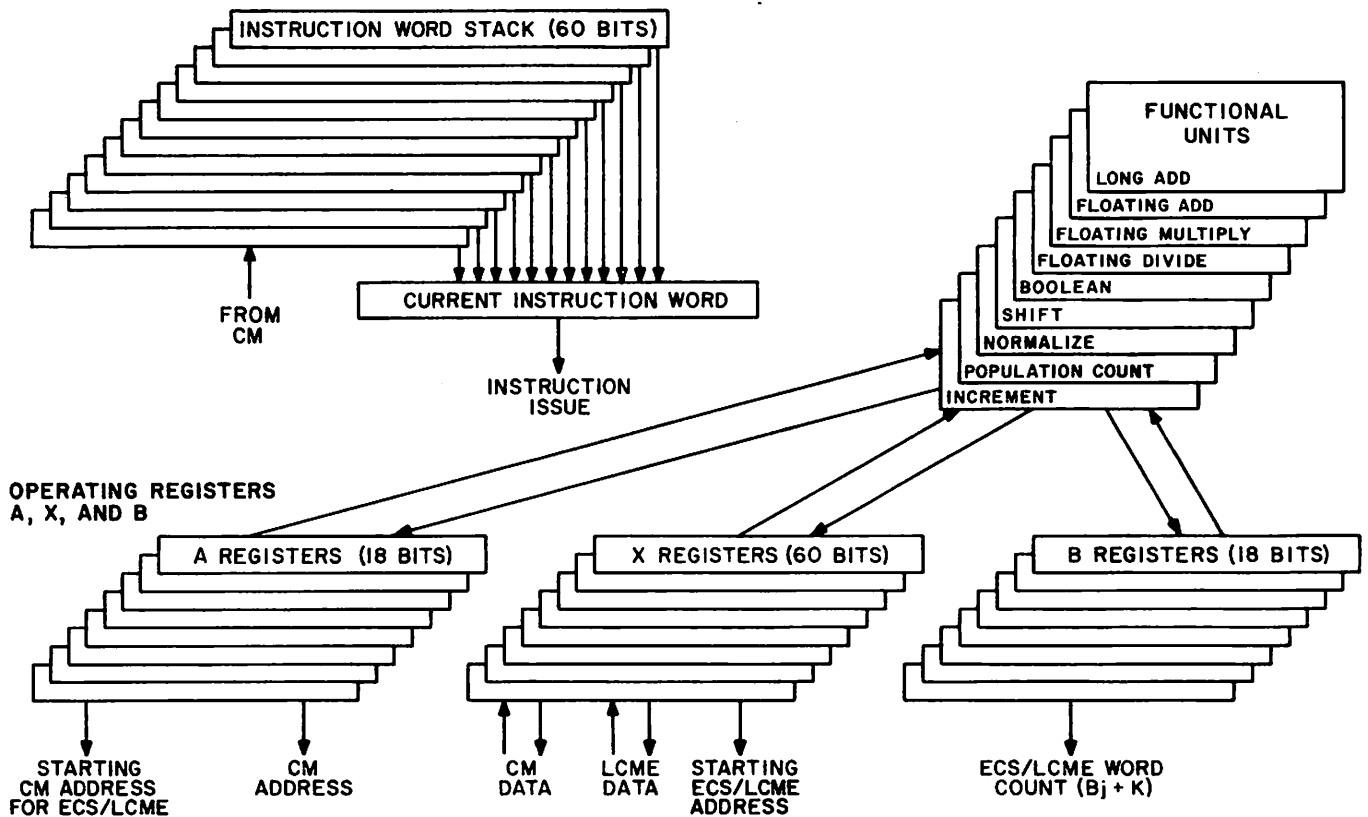 INSTRUCTION WORD STACK (60 BITS)
FROM
CM
CURRENT INSTRUCTION WORD
INSTRUCTION
ISSUE
FUNCTIONAL
UNITS
LONG ADD
FLOATING ADD
FLOATING MULTIPLY
FLOATING DIVIDE
BOOLEAN
SHIFT
NORMALIZE
POPULATION COUNT
INCREMENT
OPERATING REGISTERS
A, X, AND B
A REGISTERS (18 BITS)
X REGISTERS (60 BITS)
B REGISTERS (18 BITS)
STARTING
CM ADDRESS
FOR ECS/LCME
CM
ADDRESS
CM
DATA
LCME
DATA
STARTING
ECS/LCME
ADDRESS
ECS/LCME WORD
COUNT (Bj + K)